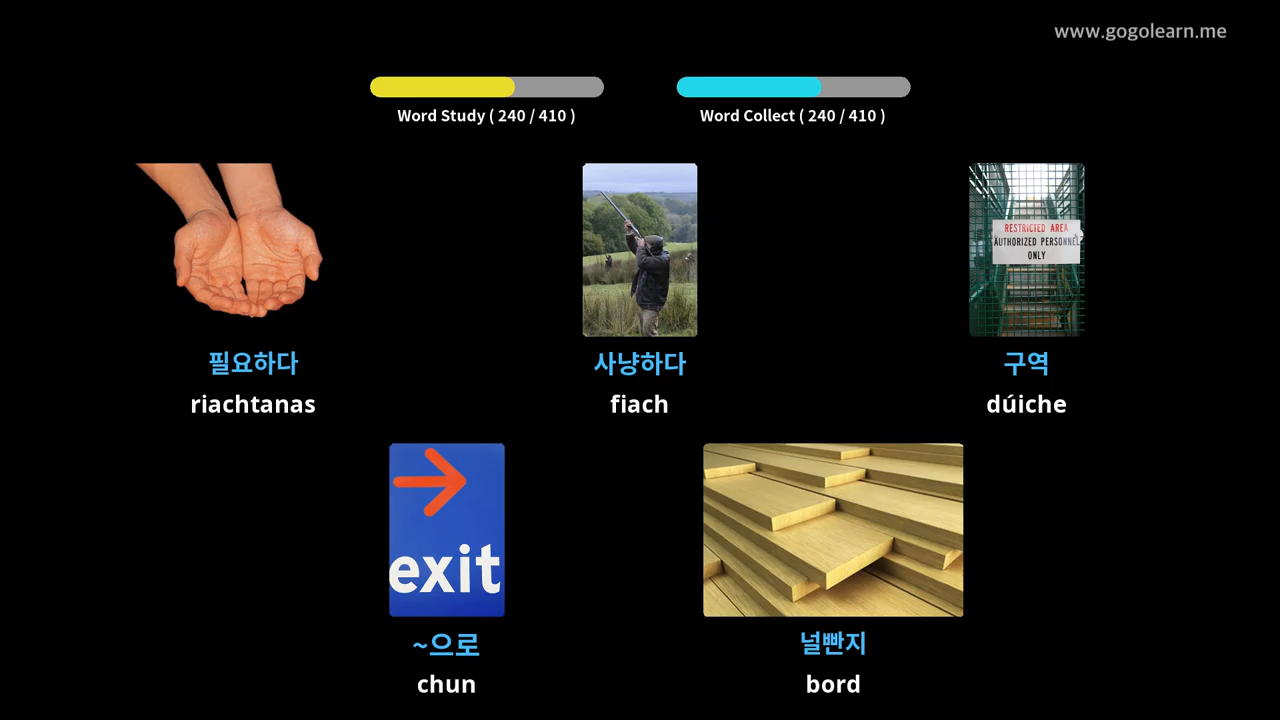 www.gogolearn.me
Word Study ( 240 / 410 )
Word Collect ( 240 / 410 )
RESTRICTED AREA
AUTHORIZED PERSONNEL
ONLY
필요하다
riachtanas
사냥하다
fiach
구역
dúiche
exit
~으로
chun
널빤지
bord